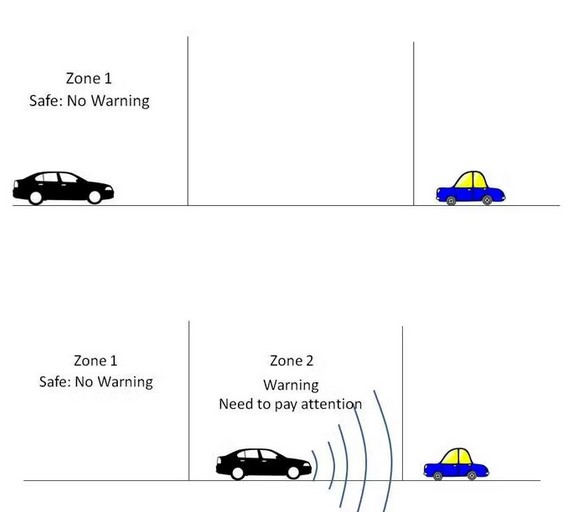 Zone 1
Safe: No Warning
Zone 1
Safe: No Warning
Zone 2
Warning
Need to pay attention